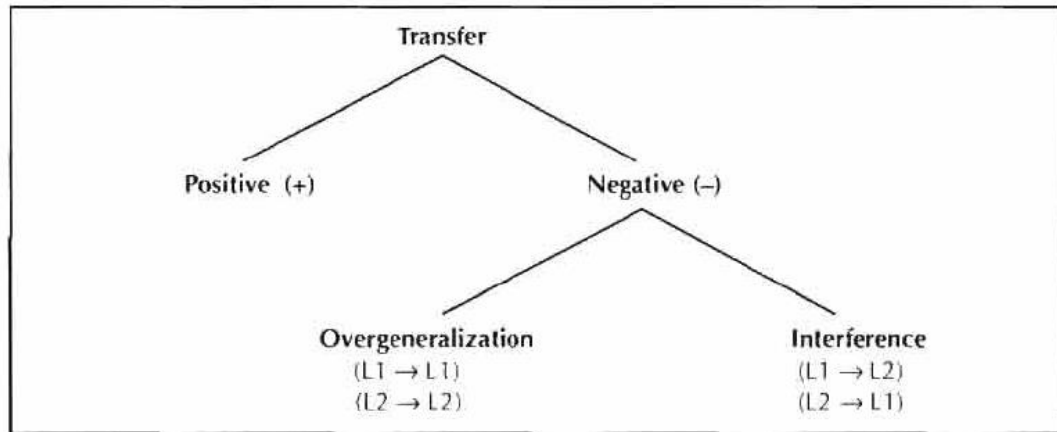 Transfer
Positive (+)
Negative (–)
Overgeneralization
(L1 → L1)
(L2 → L2)
Interference
(L1 → L2)
(L2 → L1)